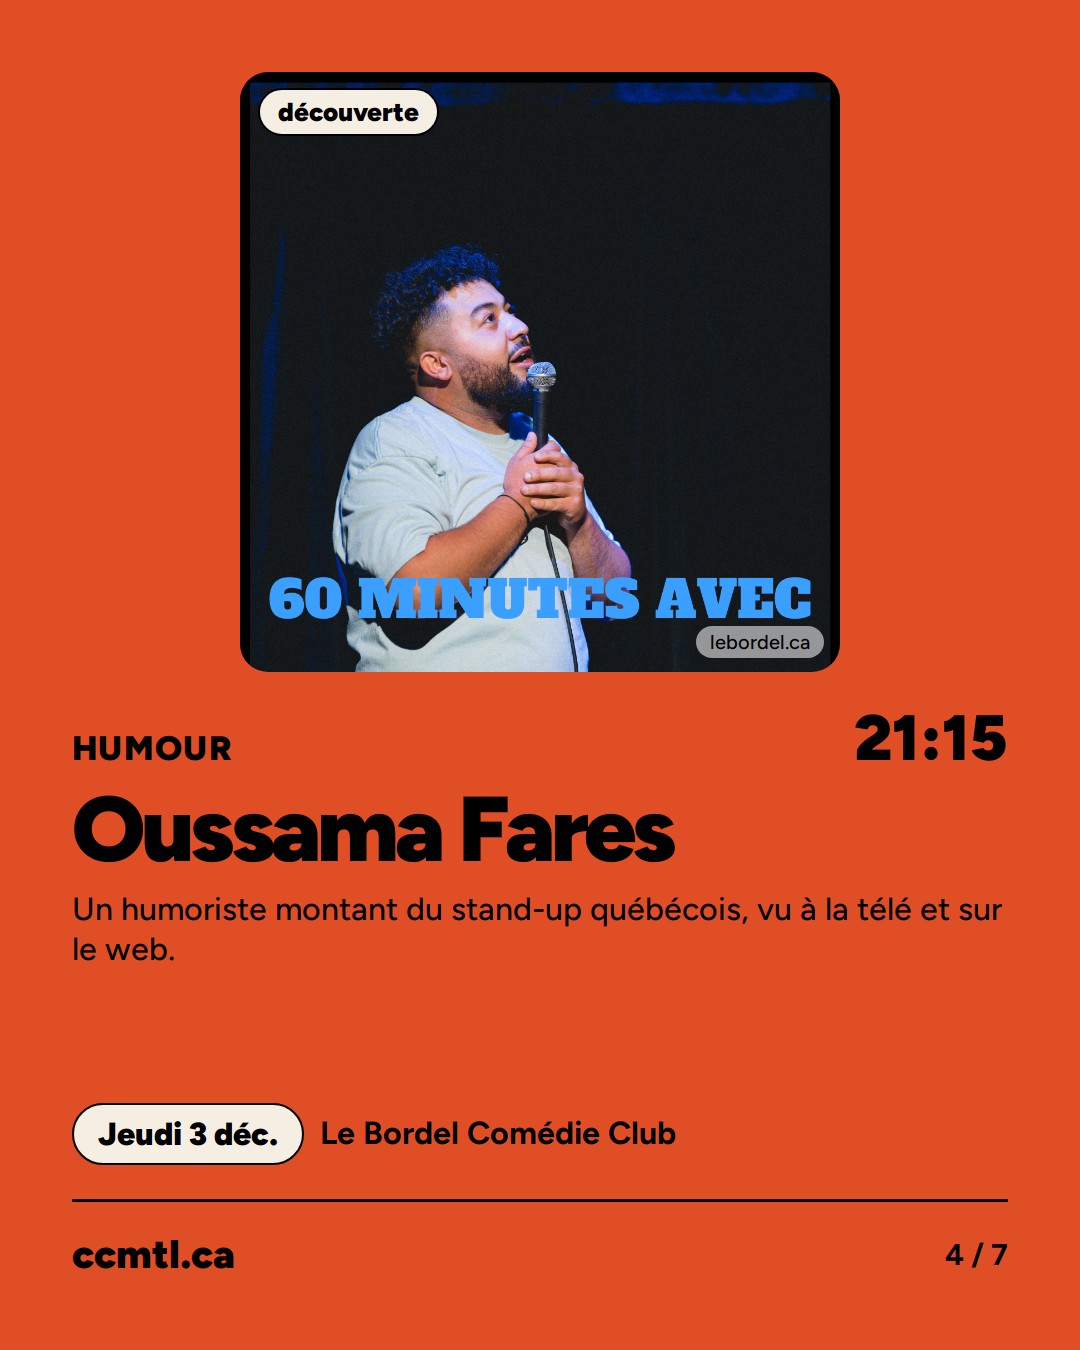 découverte
60 MINUTES AVEC
lebordel.ca
HUMOUR
21:15
Oussama Fares
Un humoriste montant du stand-up québécois, vu à la télé et sur
le web.
Jeudi 3 déc.
Le Bordel Comédie Club
ccmtl.ca
4 / 7